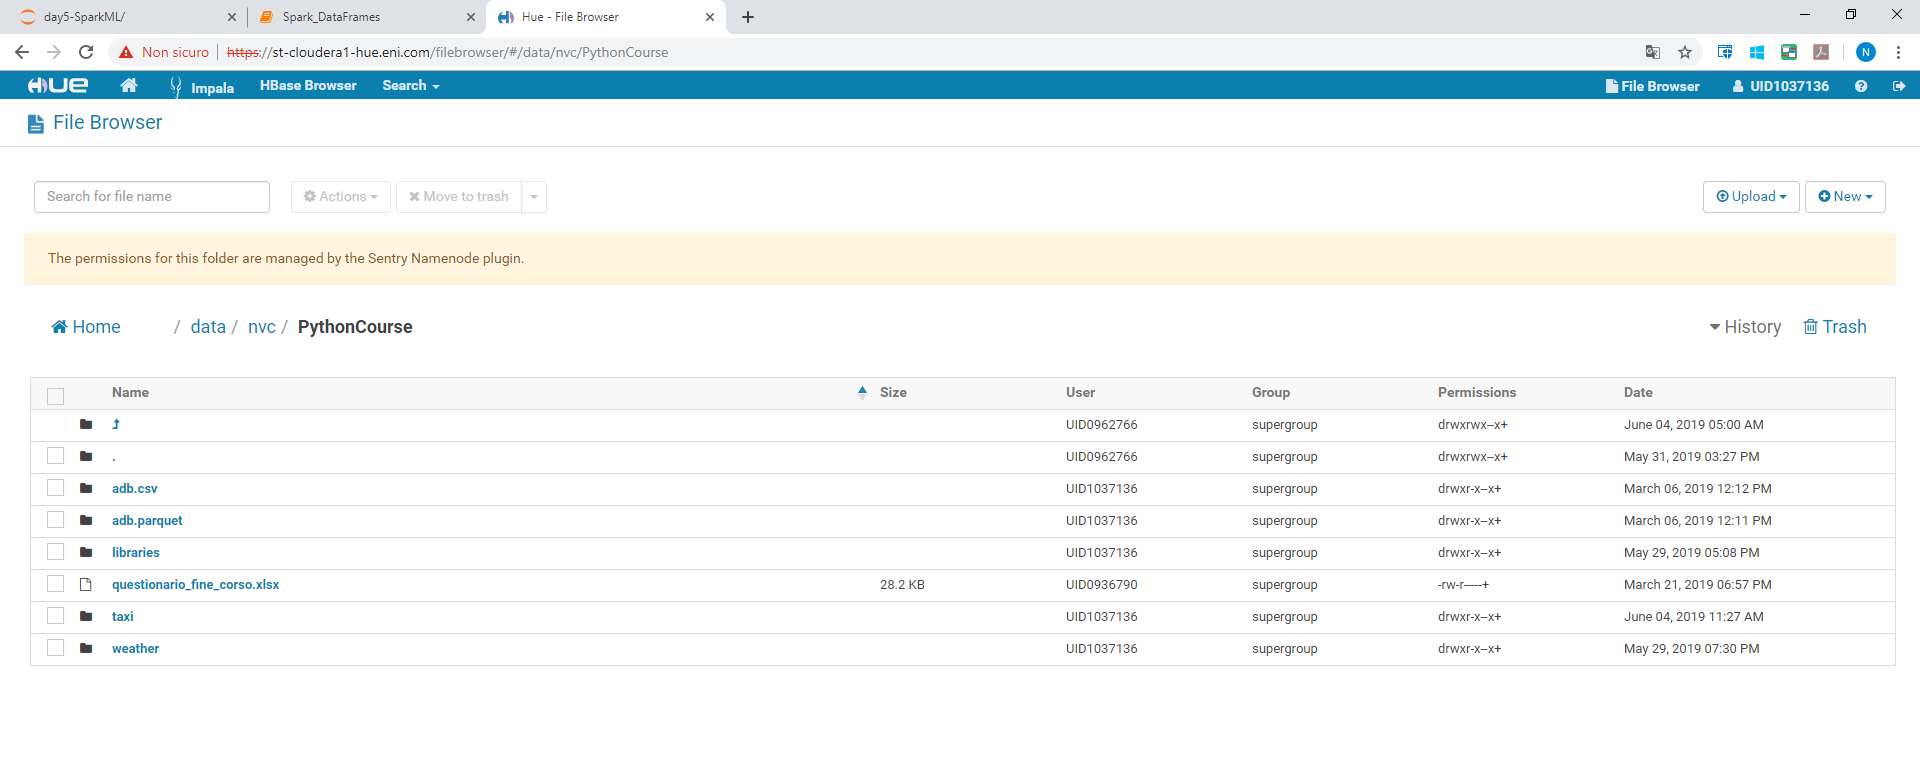 day5-SparkML/ Spark_DataFrames Hue - File Browser
Non sicuro https://st-cloudera1-hue.eni.com/filebrowser/#/data/nvc/PythonCourse N
HUE Impala HBase Browser Search File Browser UID1037136
File Browser
Search for file name Actions Move to trash Upload New
The permissions for this folder are managed by the Sentry Namenode plugin.
Home / data / nvc / PythonCourse History Trash
Name Size User Group Permissions Date
UID0962766 supergroup drwxrwx--x+ June 04, 2019 05:00 AM
. UID0962766 supergroup drwxrwx--x+ May 31, 2019 03:27 PM
adb.csv UID1037136 supergroup drwxr-x--x+ March 06, 2019 12:12 PM
adb.parquet UID1037136 supergroup drwxr-x--x+ March 06, 2019 12:11 PM
libraries UID1037136 supergroup drwxr-x--x+ May 29, 2019 05:08 PM
questionario_fine_corso.xlsx 28.2 KB UID0936790 supergroup -rw-r-----+ March 21, 2019 06:57 PM
taxi UID1037136 supergroup drwxr-x--x+ June 04, 2019 11:27 AM
weather UID1037136 supergroup drwxr-x--x+ May 29, 2019 07:30 PM